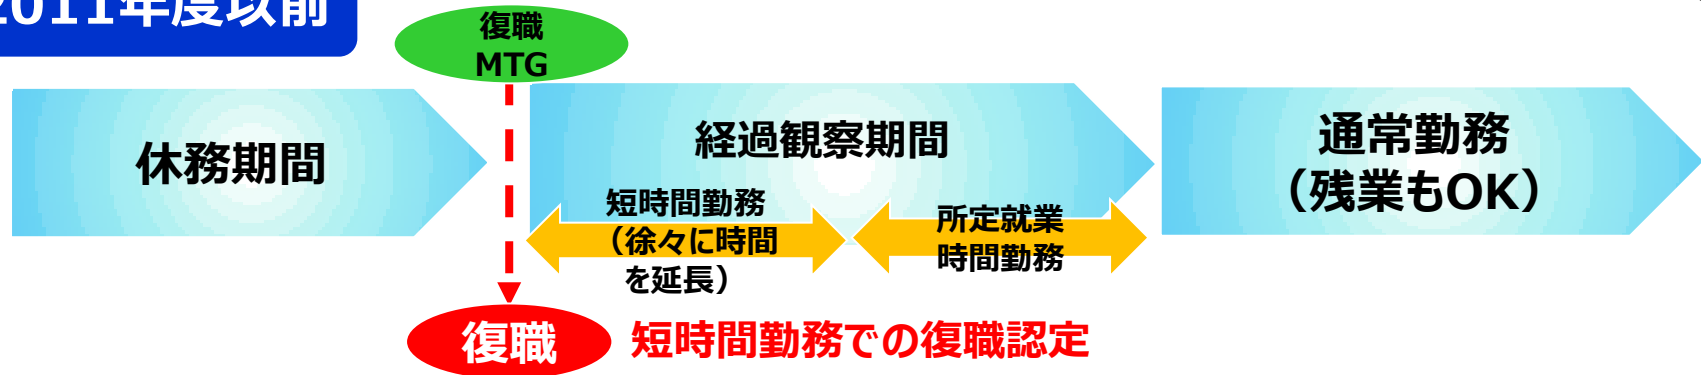 2011年度以前
復職
MTG
休務期間
経過観察期間
通常勤務
（残業もOK）
短時間勤務
（徐々に時間
を延長）
所定就業
時間勤務
復職
短時間勤務での復職認定